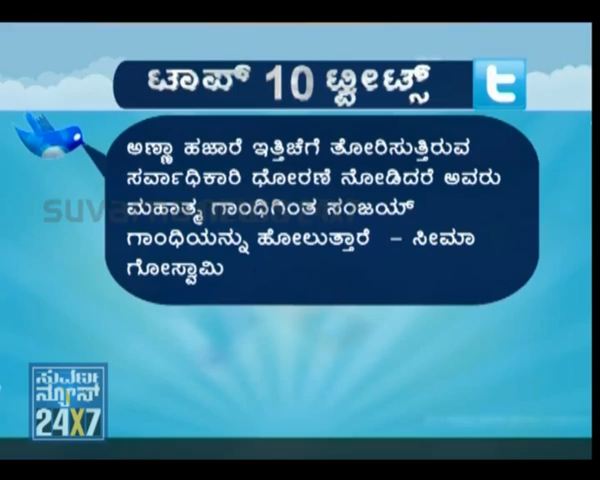 ಟಾಪ್ 10 ಟ್ವೀಟ್ಸ್ t
ಅಣ್ಣಾ ಹಜಾರೆ ಇತ್ತಿಚೆಗೆ ತೋರಿಸುತ್ತಿರುವ
ಸರ್ವಾಧಿಕಾರಿ ಧೋರಣೆ ನೋಡಿದರೆ ಅವರು
ಮಹಾತ್ಮ ಗಾಂಧಿಗಿಂತ ಸಂಜಯ್
ಗಾಂಧಿಯನ್ನು ಹೋಲುತ್ತಾರೆ - ಸೀಮಾ
ಗೋಸ್ವಾಮಿ
ಸುವರ್ಣ
ನ್ಯೂಸ್
24X7